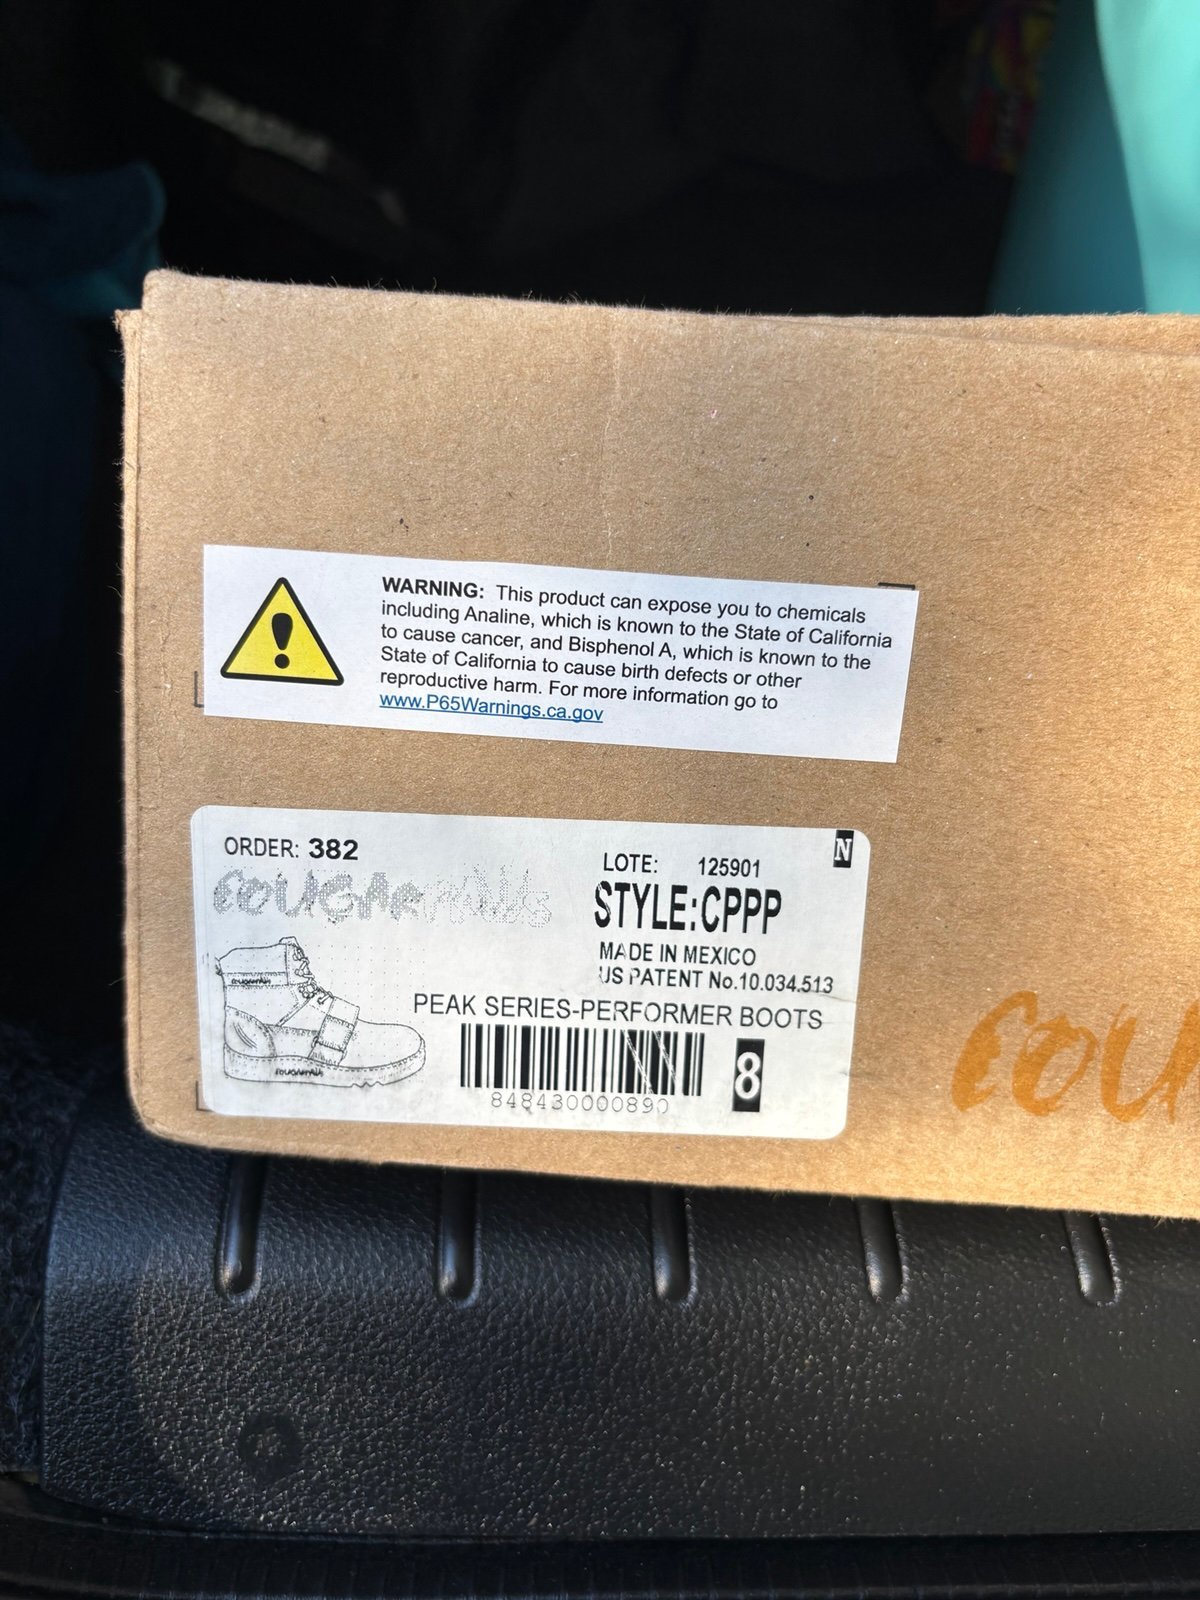 WARNING: This product can expose you to chemicals
including Analine, which is known to the State of California
to cause cancer, and Bisphenol A, which is known to the
State of California to cause birth defects or other
reproductive harm. For more information go to
www.P65Warnings.ca.gov
ORDER: 382
COUGAR PAWS
LOTE: 125901
N
STYLE:CPPP
MADE IN MEXICO
US PATENT No.10.034.513
PEAK SERIES-PERFORMER BOOTS
848430000890
8
COU